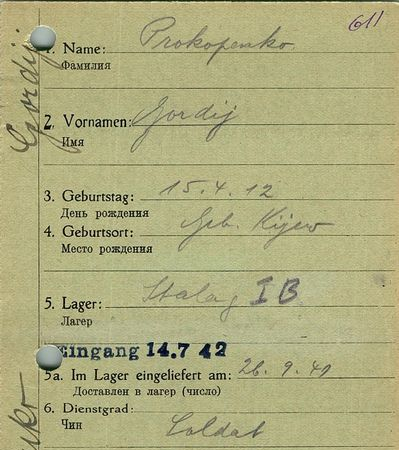 611
1. Name: Prokopenko
Фамилия
Gordij
2. Vornamen: Gordij
Имя
3. Geburtstag: 15.4.12
День рождения
4. Geburtsort: Geb. Kijew
Место рождения
5. Lager: Stalag I B
Лагер
Eingang 14.7 42
5a. Im Lager eingeliefert am: 26.9.41
Доставлен в лагер (число)
6. Dienstgrad: Soldat
Чин